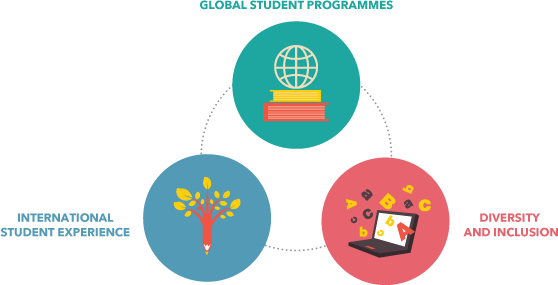 GLOBAL STUDENT PROGRAMMES
INTERNATIONAL
STUDENT EXPERIENCE
DIVERSITY
AND INCLUSION